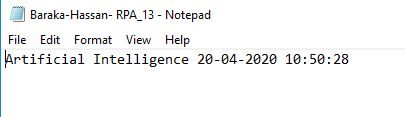 Baraka-Hassan- RPA_13 - Notepad
File Edit Format View Help
Artificial Intelligence 20-04-2020 10:50:28